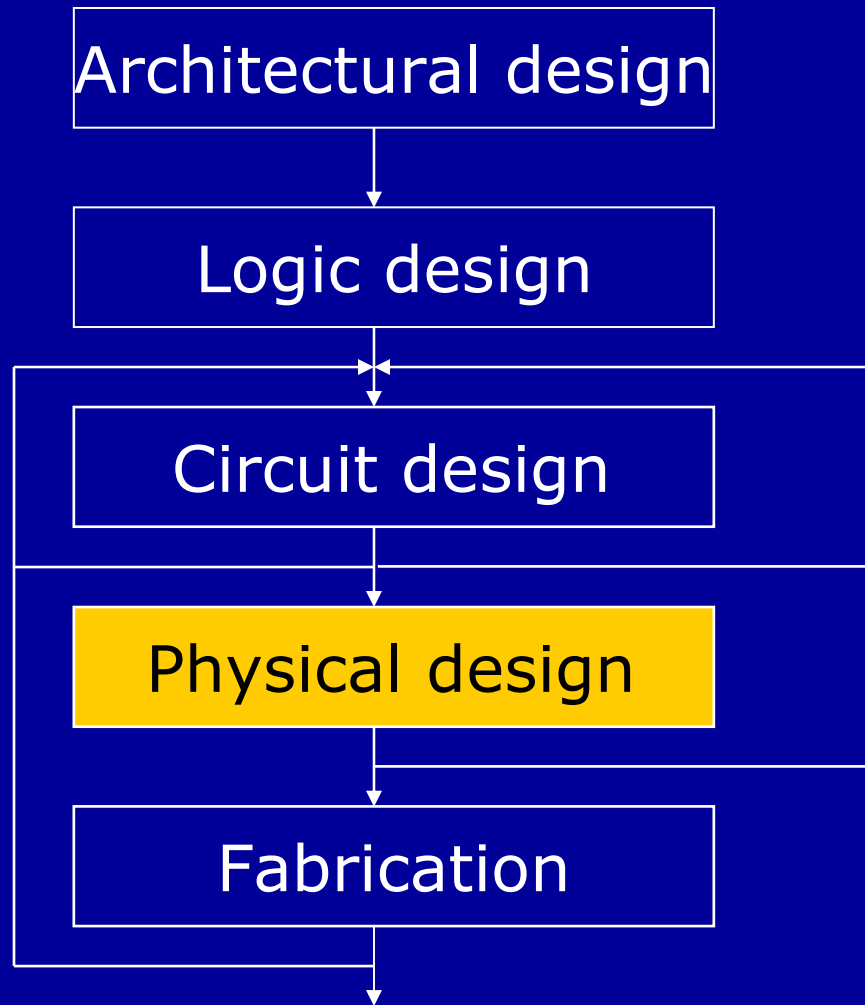 Architectural design
Logic design
Circuit design
Physical design
Fabrication